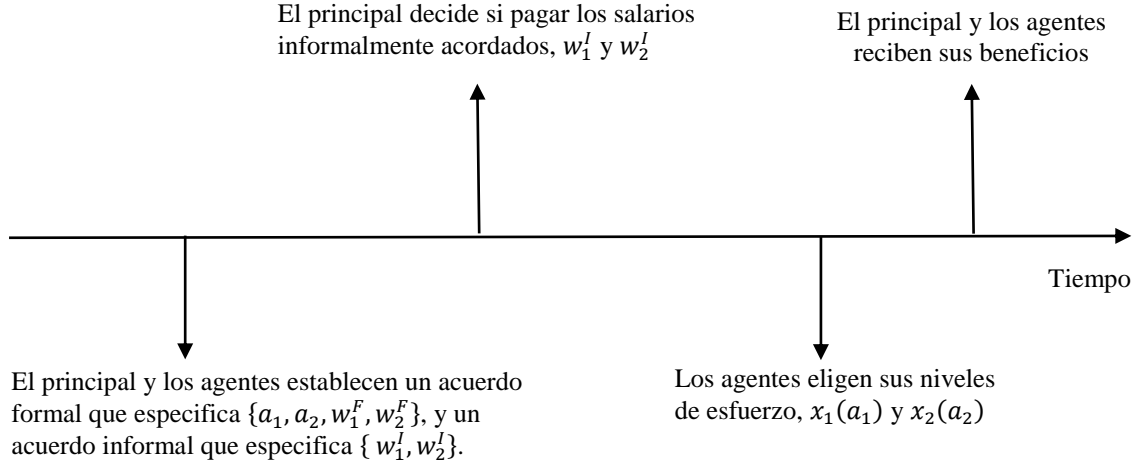 El principal decide si pagar los salarios
informalmente acordados, $w_1^I$ y $w_2^I$
El principal y los agentes
reciben sus beneficios
Tiempo
El principal y los agentes establecen un acuerdo
formal que especifica {$a_1, a_2, w_1^F, w_2^F$}, y un
acuerdo informal que especifica { $w_1^I, w_2^I$}.
Los agentes eligen sus niveles
de esfuerzo, $x_1(a_1)$ y $x_2(a_2)$